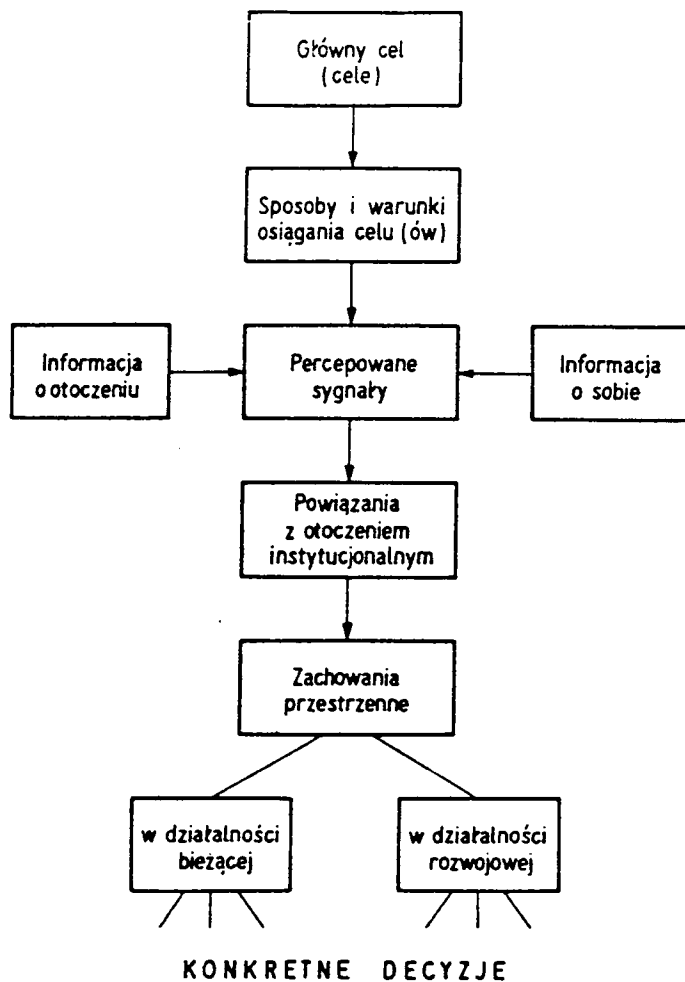 Główny cel
(cele)
Sposoby i warunki
osiągania celu (ów)
Informacja
o otoczeniu
Percepowane
sygnały
Informacja
o sobie
Powiązania
z otoczeniem
instytucjonalnym
Zachowania
przestrzenne
w działalności
bieżącej
w działalności
rozwojowej
KONKRETNE DECYZJE